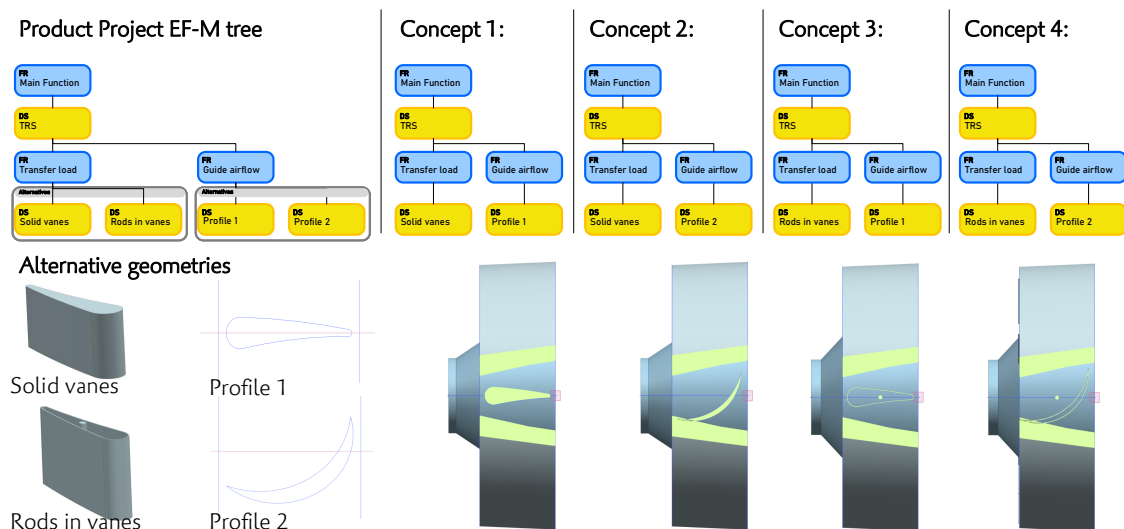 Product Project EF-M tree
FR
Main Function
DS
TRS
FR
Transfer load
FR
Guide airflow
Alternatives
DS
Solid vanes
DS
Rods in vanes
Alternatives
DS
Profile 1
DS
Profile 2
Concept 1:
FR
Main Function
DS
TRS
FR
Transfer load
FR
Guide airflow
DS
Solid vanes
DS
Profile 1
Concept 2:
FR
Main Function
DS
TRS
FR
Transfer load
FR
Guide airflow
DS
Solid vanes
DS
Profile 2
Concept 3:
FR
Main Function
DS
TRS
FR
Transfer load
FR
Guide airflow
DS
Rods in vanes
DS
Profile 1
Concept 4:
FR
Main Function
DS
TRS
FR
Transfer load
FR
Guide airflow
DS
Rods in vanes
DS
Profile 2
Alternative geometries
Solid vanes
Profile 1
Rods in vanes
Profile 2